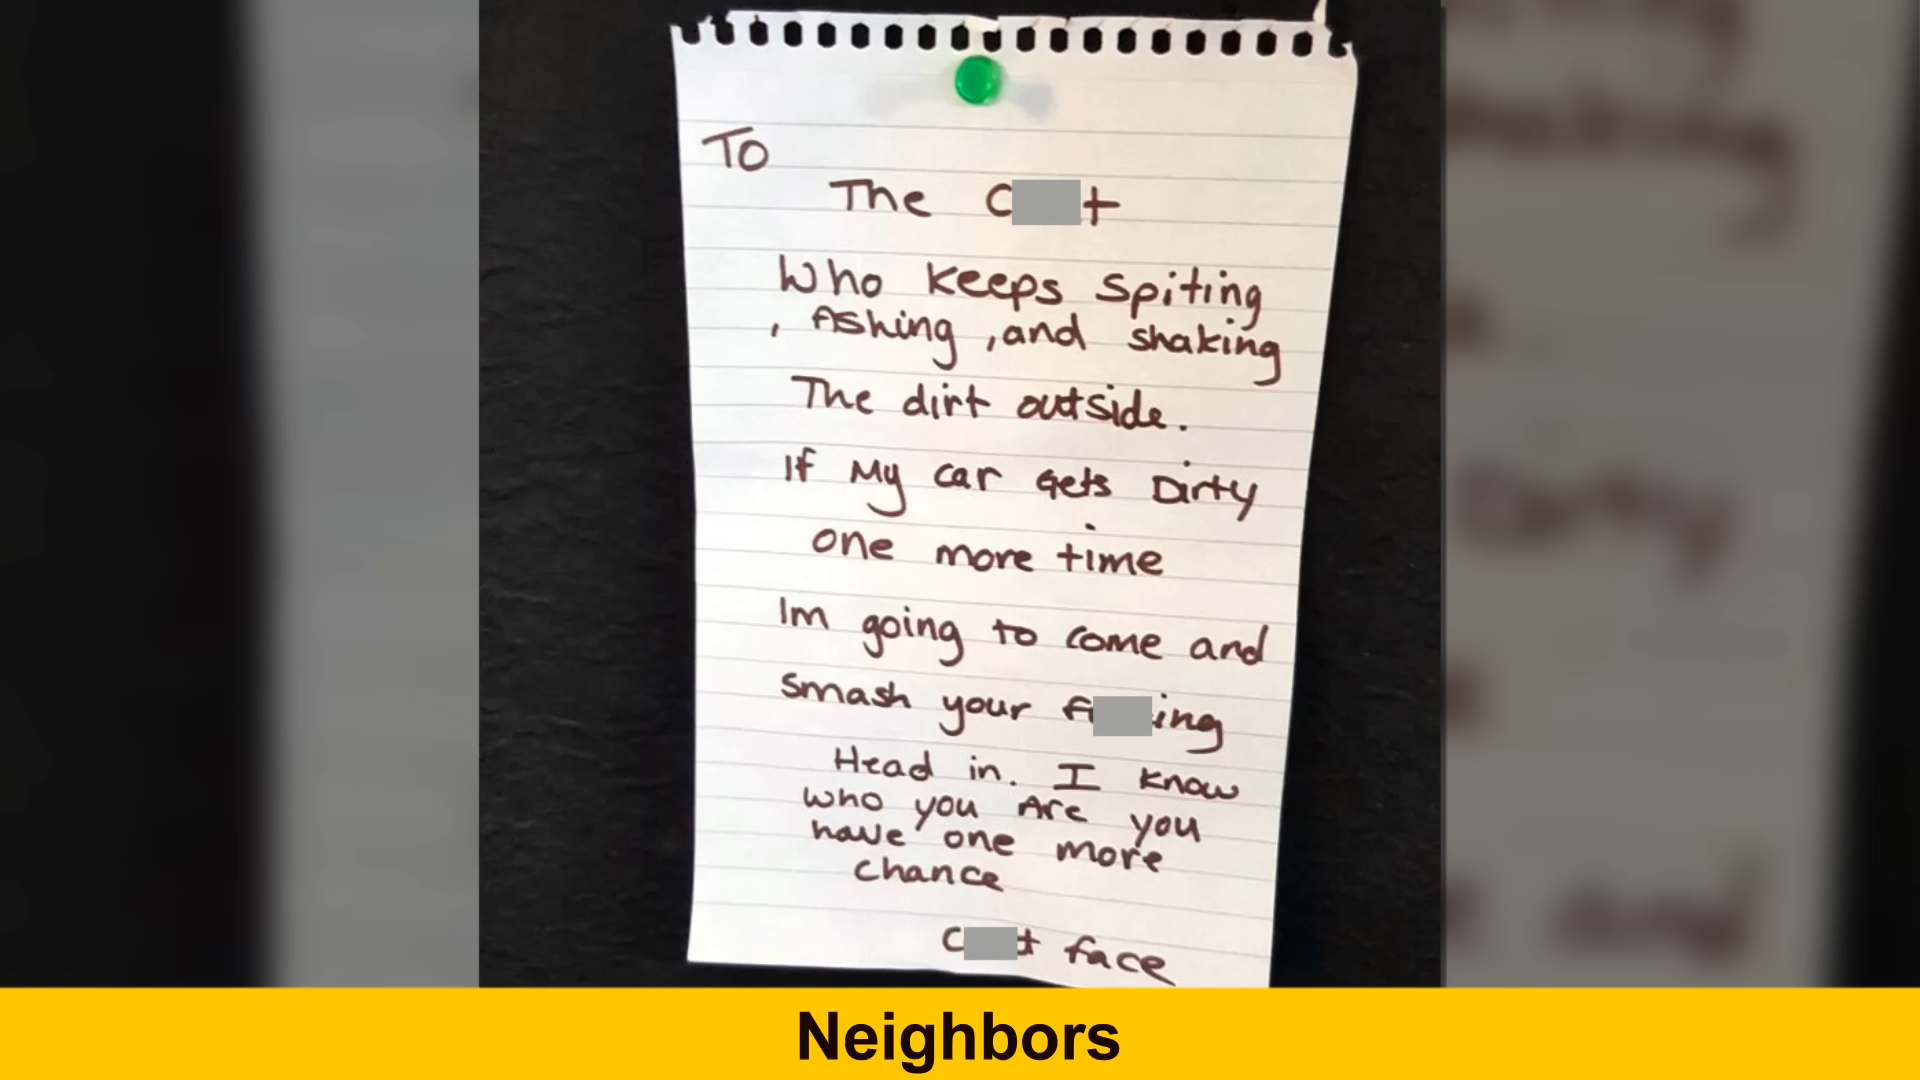 To
The C t
Who keeps Spiting
, Ashing ,and shaking
The dirt outside.
If My car Gets Dirty
one more time
Im going to come and
smash your f ing
Head in. I know
who you Are you
have one more
chance
C t face
Neighbors